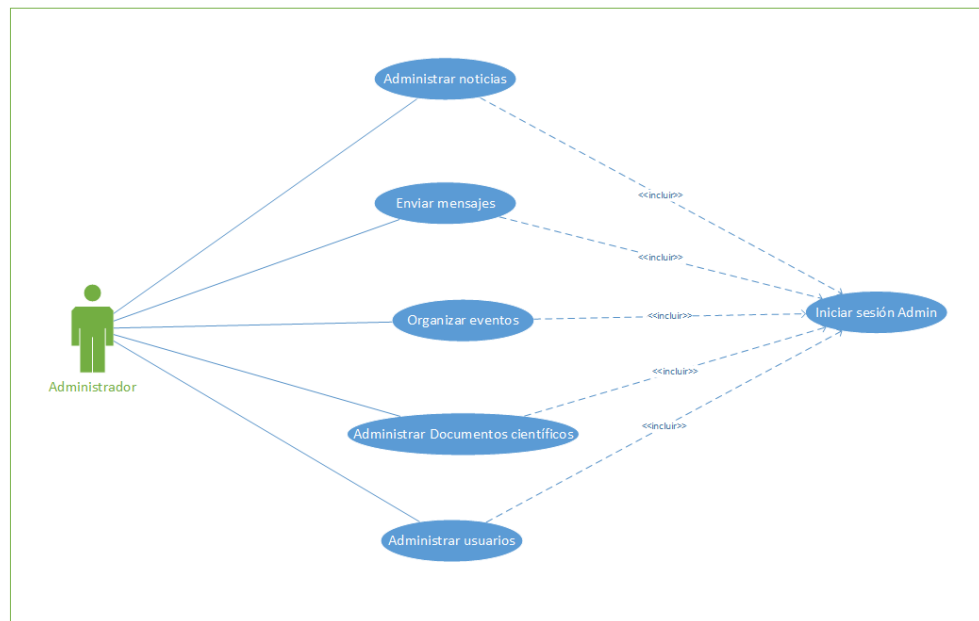 Administrar noticias
<<incluir>>
Enviar mensajes
<<incluir>>
Organizar eventos
<<incluir>>
Iniciar sesión Admin
Administrador
<<incluir>>
Administrar Documentos científicos
<<incluir>>
Administrar usuarios